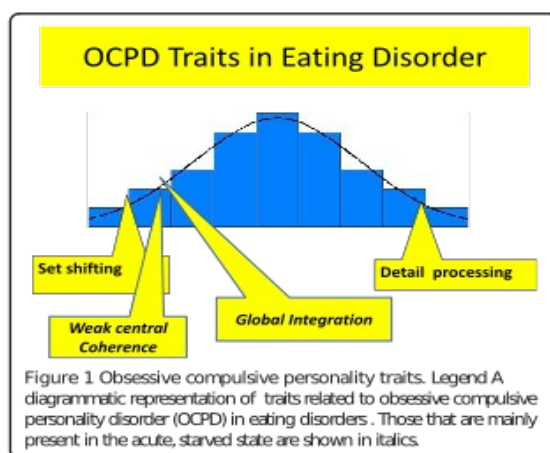 OCPD Traits in Eating Disorder
Set shifting
Detail processing
Weak central
Coherence
Global Integration
Figure 1 Obsessive compulsive personality traits. Legend A
diagrammatic representation of traits related to obsessive compulsive
personality disorder (OCPD) in eating disorders . Those that are mainly
present in the acute, starved state are shown in italics.